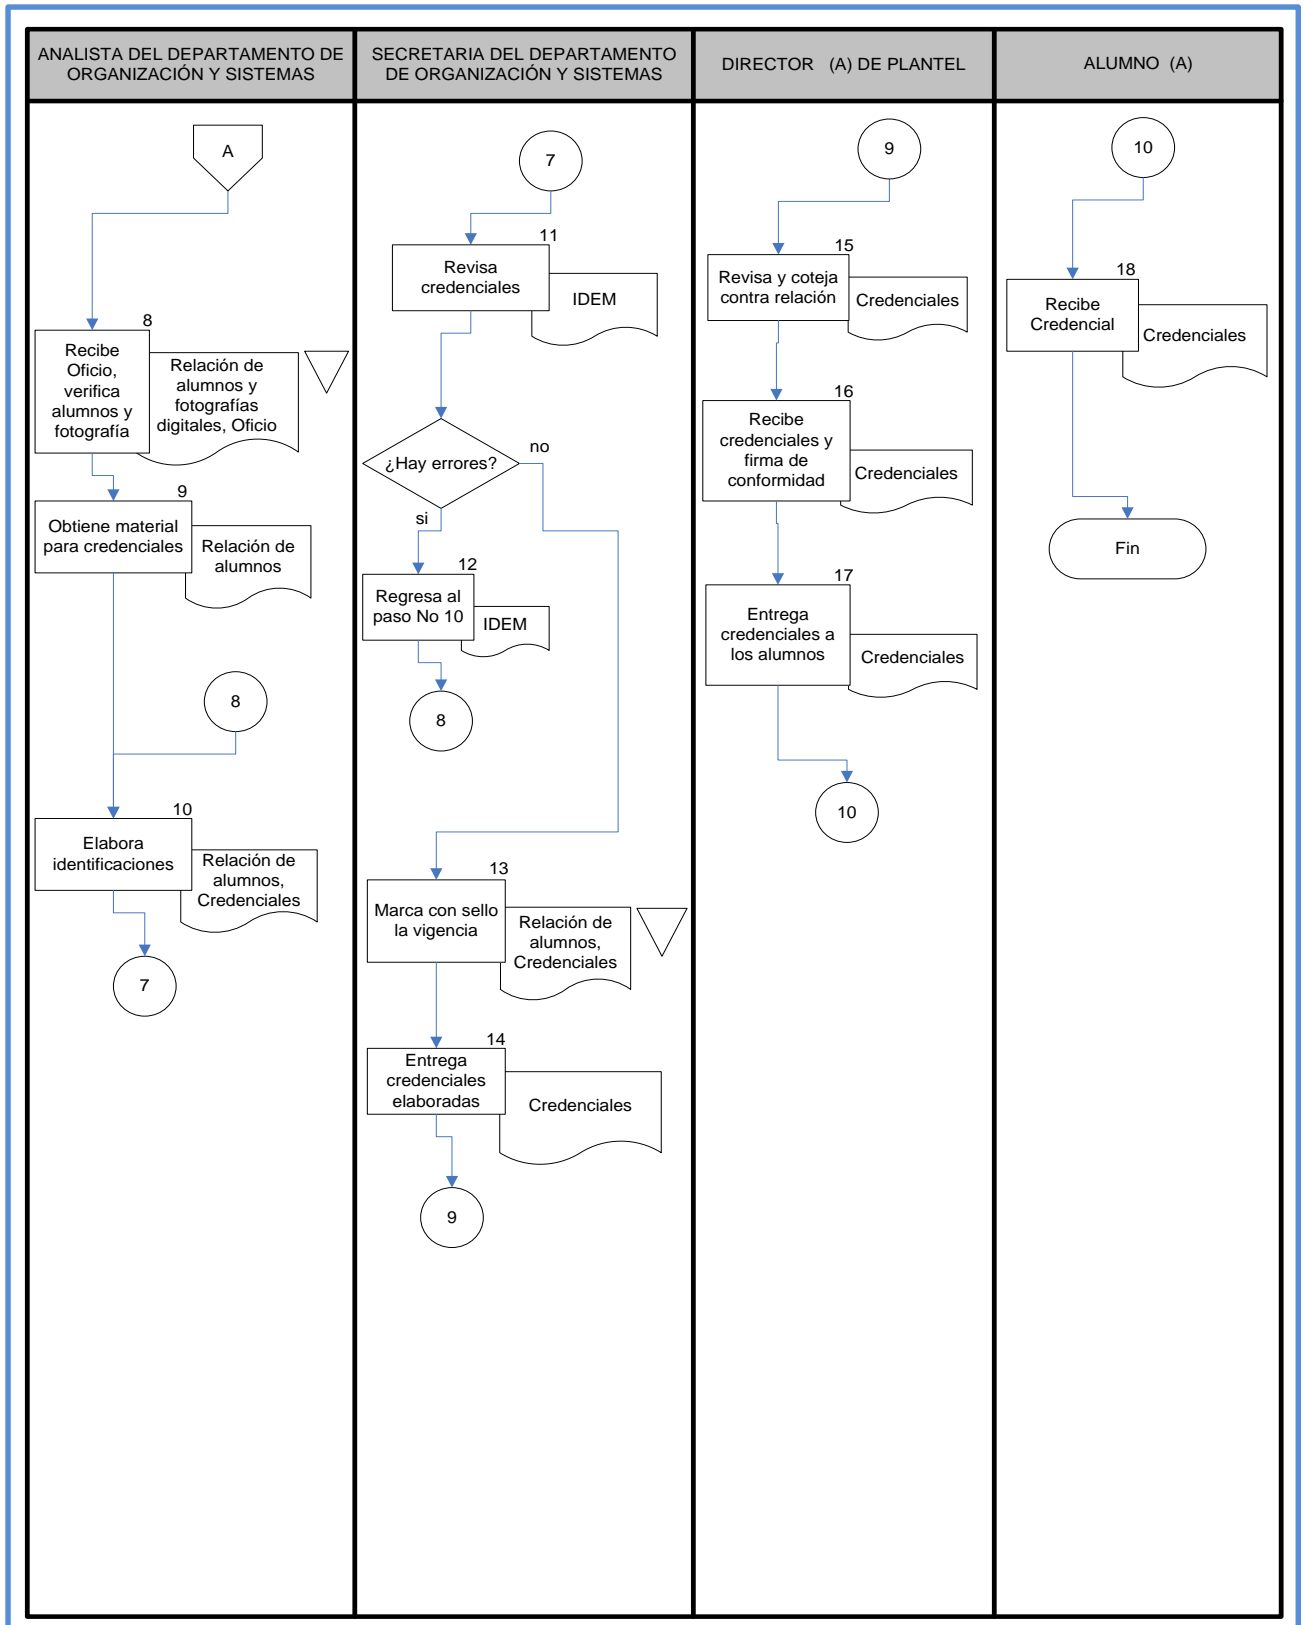 ANALISTA DEL DEPARTAMENTO DE
ORGANIZACIÓN Y SISTEMAS
SECRETARIA DEL DEPARTAMENTO
DE ORGANIZACIÓN Y SISTEMAS
DIRECTOR (A) DE PLANTEL
ALUMNO (A)
A
8
Recibe
Oficio,
verifica
alumnos y
fotografía
Relación de
alumnos y
fotografías
digitales, Oficio
9
Obtiene material
para credenciales
Relación de
alumnos
8
10
Elabora
identificaciones
Relación de
alumnos,
Credenciales
7
7
11
Revisa
credenciales
IDEM
¿Hay errores?
no
si
12
Regresa al
paso No 10
IDEM
8
13
Marca con sello
la vigencia
Relación de
alumnos,
Credenciales
14
Entrega
credenciales
elaboradas
Credenciales
9
9
15
Revisa y coteja
contra relación
Credenciales
16
Recibe
credenciales y
firma de
conformidad
Credenciales
17
Entrega
credenciales a
los alumnos
Credenciales
10
10
18
Recibe
Credencial
Credenciales
Fin